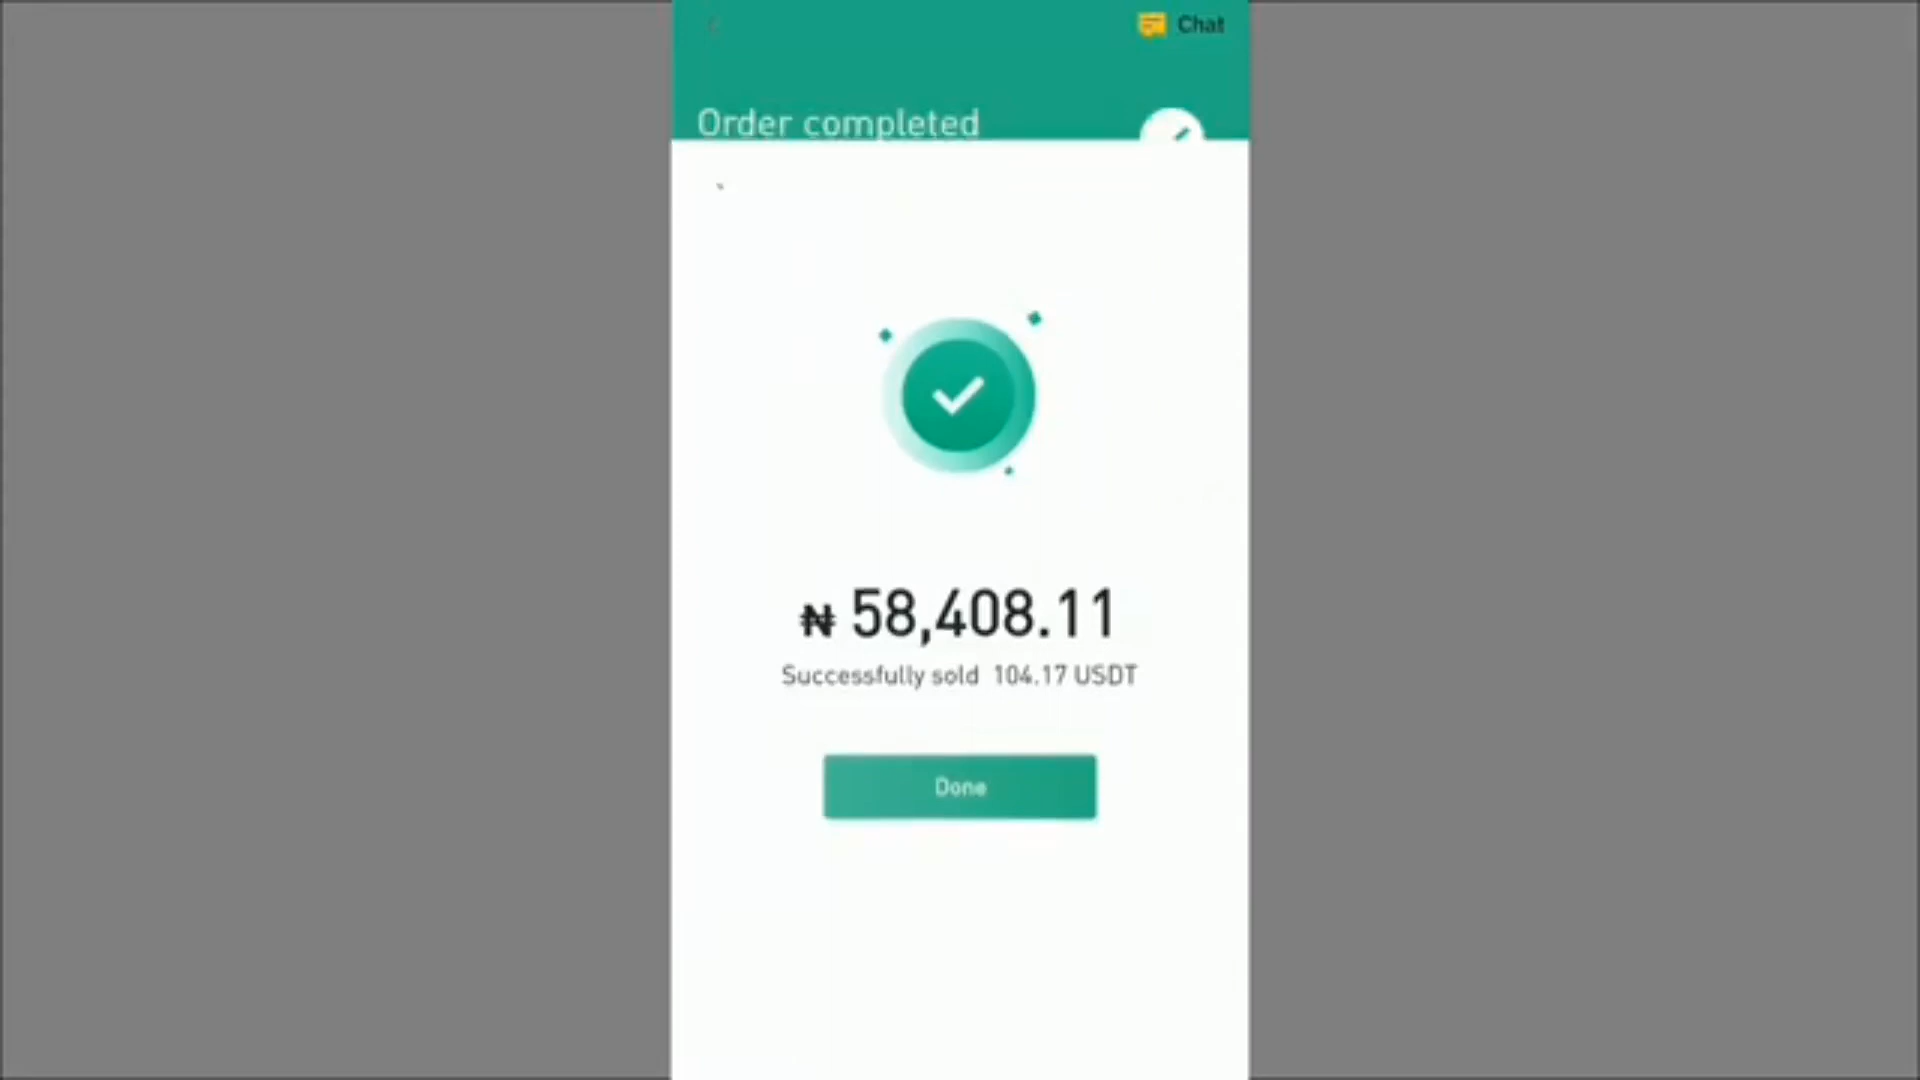 Chat
Order completed
₦ 58,408.11
Successfully sold 104.17 USDT
Done